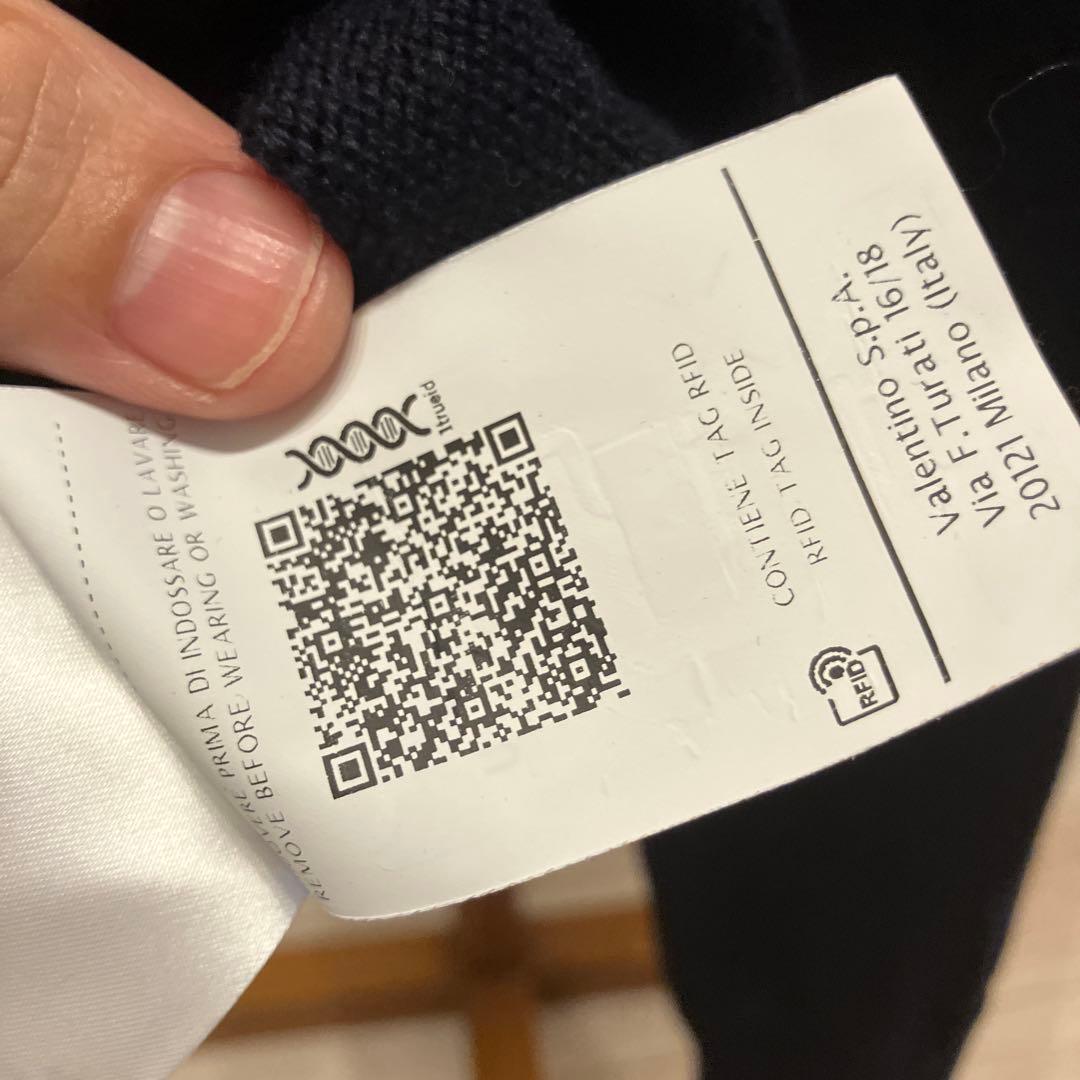 Valentino S.p.A.
Via F. Turati 16/18
20121 Milano (Italy)
CONTIENE TAG RFID
RFID TAG INSIDE
RFID
1trueid
PRIMA DI INDOSSARE O LAVARE
REMOVE BEFORE WEARING OR WASHING